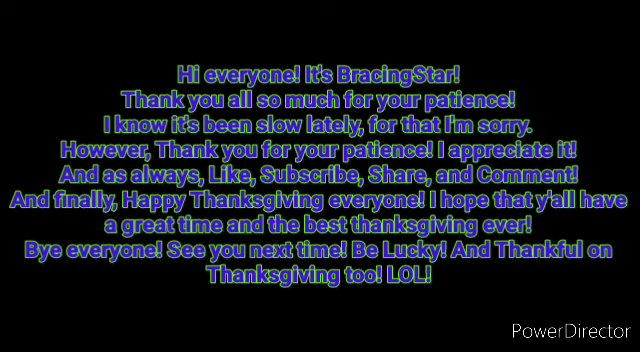 Hi everyone! It's BracingStar!
Thank you all so much for your patience!
I know it's been slow lately, for that I'm sorry.
However, Thank you for your patience! I appreciate it!
And as always, Like, Subscribe, Share, and Comment!
And finally, Happy Thanksgiving everyone! I hope that y'all have
a great time and the best thanksgiving ever!
Bye everyone! See you next time! Be Lucky! And Thankful on
Thanksgiving too! LOL!
PowerDirector